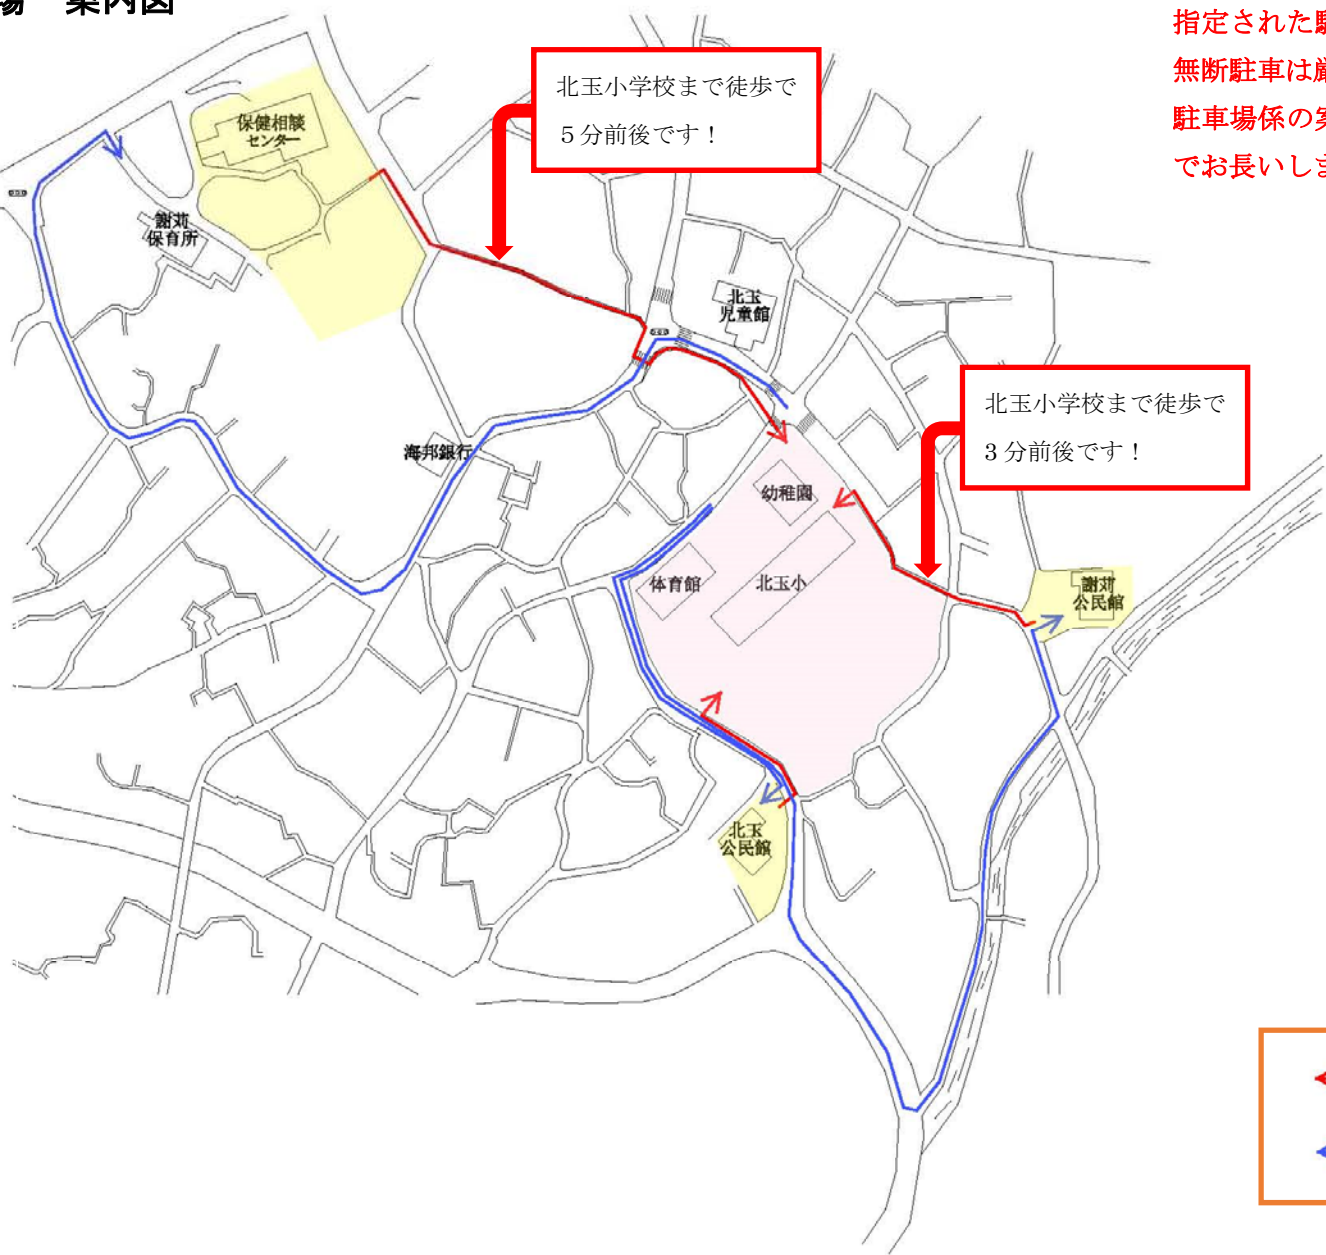 場 案内図
指定された駐
無断駐車は厳
駐車場係の案
でお長いしま
北玉小学校まで徒歩で
5分前後です！
保健相談
センター
謝苅
保育所
北玉
児童館
北玉小学校まで徒歩で
3分前後です！
海邦銀行
幼稚園
体育館
北玉小
謝苅
公民館
北玉
公民館